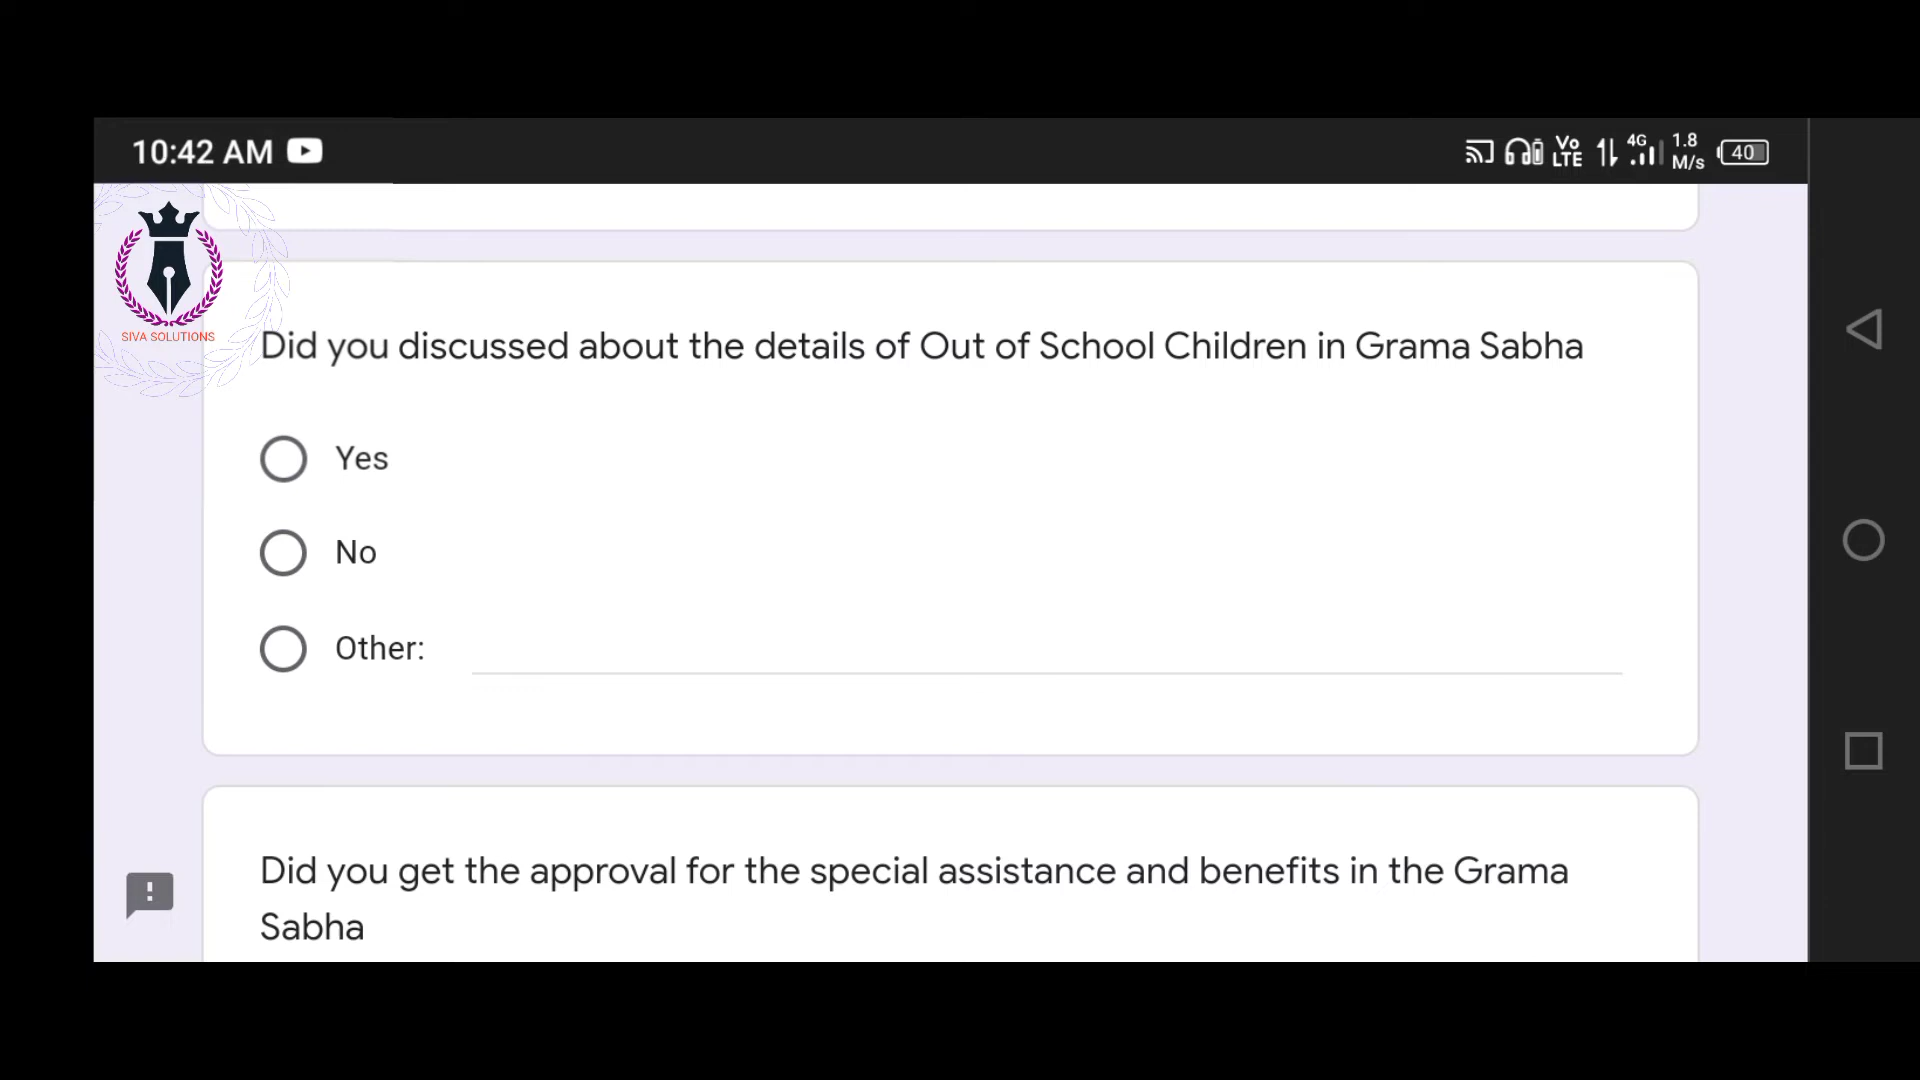 10:42 AM
Vo LTE 4G 1.8 M/s 40
SIVA SOLUTIONS
Did you discussed about the details of Out of School Children in Grama Sabha
Yes
No
Other:
Did you get the approval for the special assistance and benefits in the Grama
Sabha